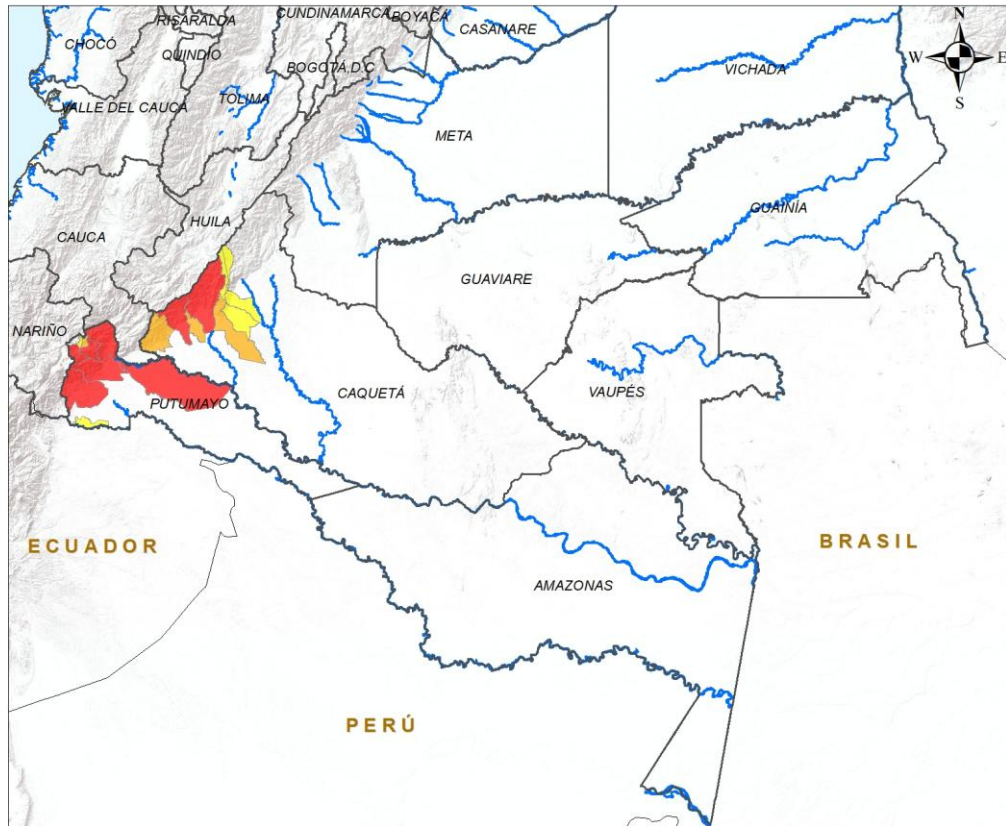 RISARALDA
CUNDINAMARCA
BOYACÁ
CHOCÓ
CASANARE
N
W
E
S
QUINDÍO
BOGOTÁ D.C
VICHADA
VALLE DEL CAUCA
TOLIMA
META
HUILA
GUAINÍA
CAUCA
GUAVIARE
NARIÑO
CAQUETÁ
VAUPÉS
PUTUMAYO
ECUADOR
BRASIL
AMAZONAS
PERÚ